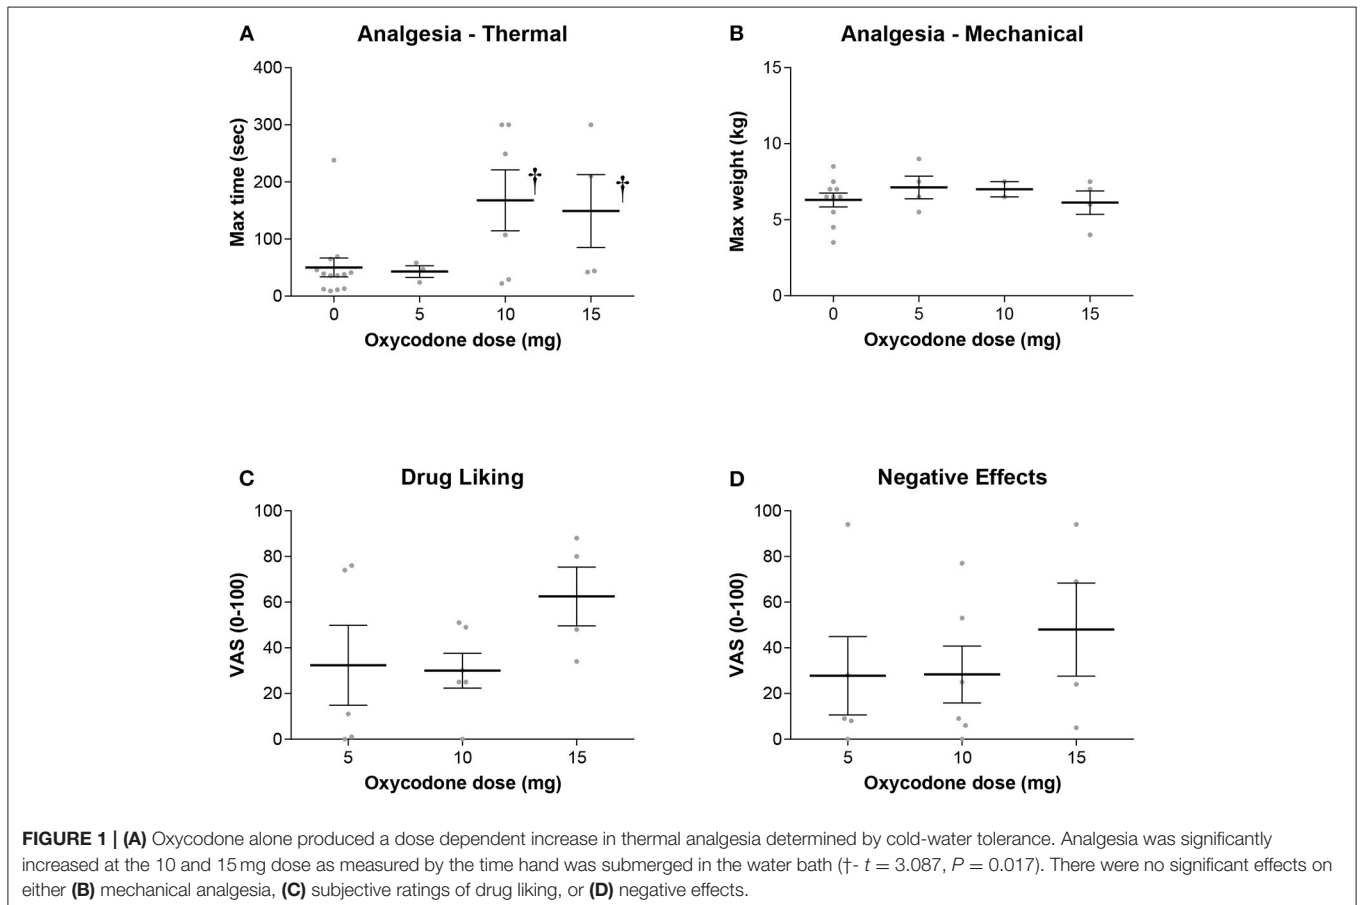 A Analgesia - Thermal
400
300
200
100
0
Max time (sec)
†
†
0 5 10 15
Oxycodone dose (mg)
B Analgesia - Mechanical
15
10
5
0
Max weight (kg)
0 5 10 15
Oxycodone dose (mg)
C Drug Liking
100
80
60
40
20
0
VAS (0-100)
5 10 15
Oxycodone dose (mg)
D Negative Effects
100
80
60
40
20
0
VAS (0-100)
5 10 15
Oxycodone dose (mg)
FIGURE 1 | (A) Oxycodone alone produced a dose dependent increase in thermal analgesia determined by cold-water tolerance. Analgesia was significantly
increased at the 10 and 15 mg dose as measured by the time hand was submerged in the water bath (†- t = 3.087, P = 0.017). There were no significant effects on
either (B) mechanical analgesia, (C) subjective ratings of drug liking, or (D) negative effects.